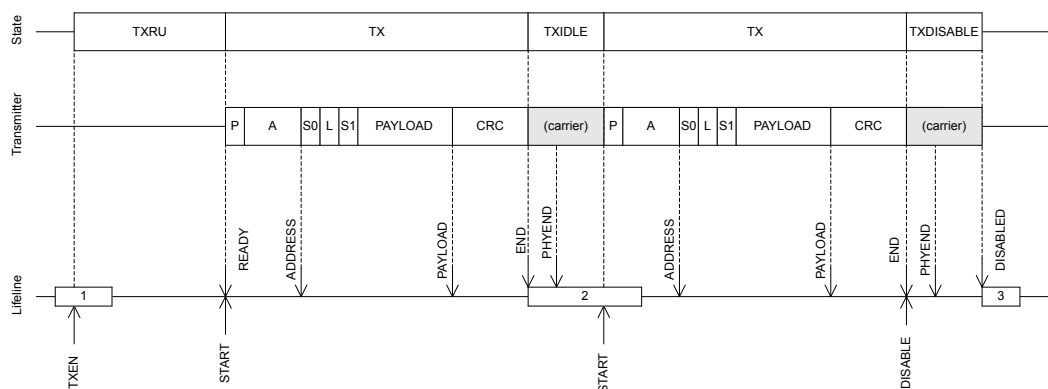 State
TXRU
TX
TXIDLE
TX
TXDISABLE
Transmitter
P
A
S0
L
S1
PAYLOAD
CRC
(carrier)
P
A
S0
L
S1
PAYLOAD
CRC
(carrier)
READY
ADDRESS
PAYLOAD
END
PHYEND
ADDRESS
PAYLOAD
END
PHYEND
DISABLED
Lifeline
1
2
3
TXEN
START
START
DISABLE